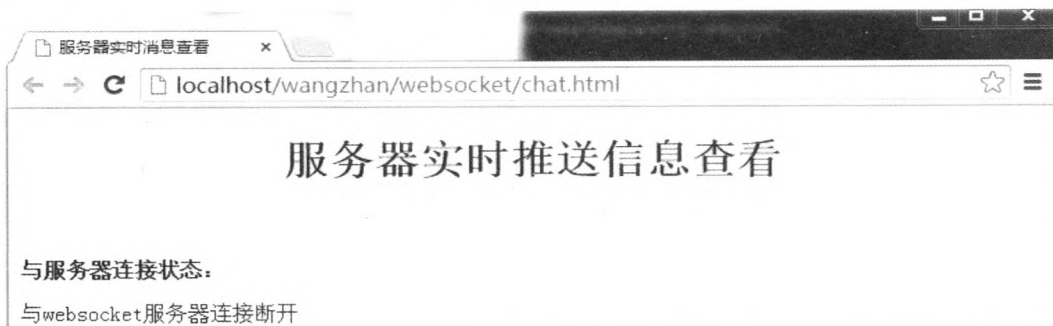 服务器实时消息查看
localhost/wangzhan/websocket/chat.html
服务器实时推送信息查看
与服务器连接状态：
与websocket服务器连接断开